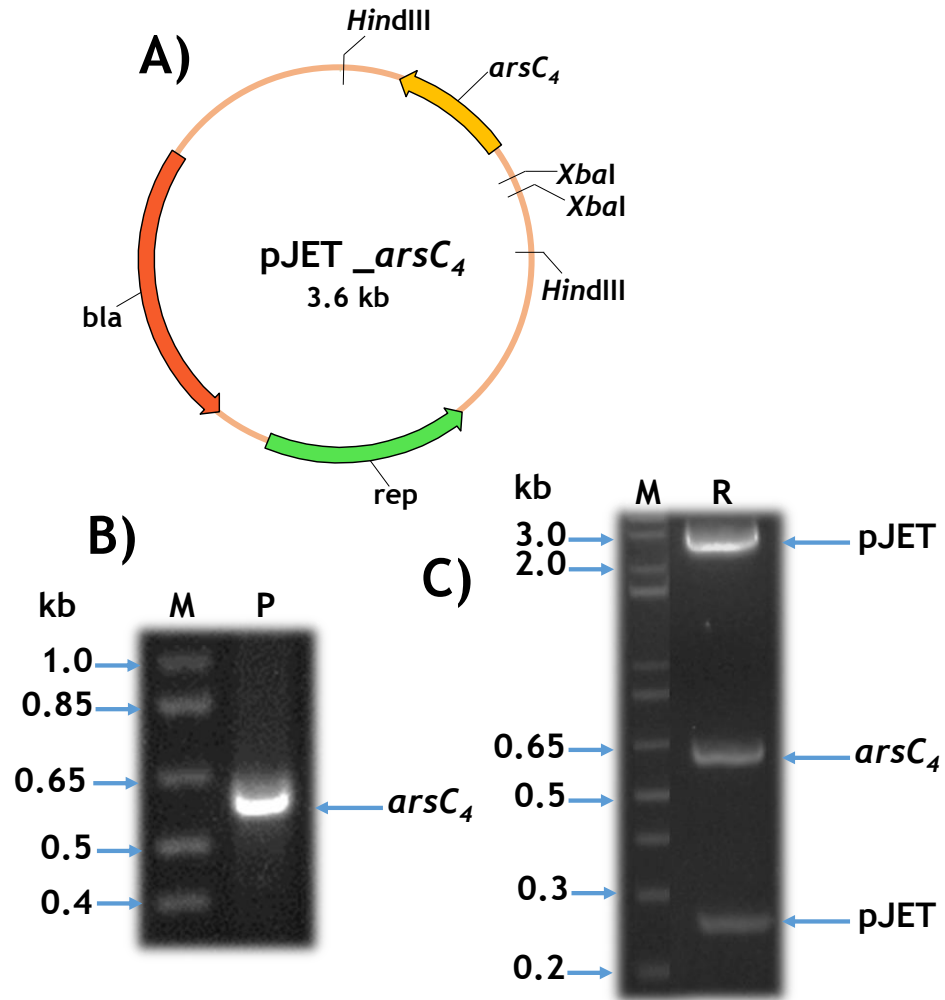 A)
HindIII
arsC4
XbaI
XbaI
pJET _arsC4
3.6 kb
HindIII
bla
rep
B)
kb M P
1.0
0.85
0.65
arsC4
0.5
0.4
C)
kb M R
3.0
pJET
2.0
0.65
arsC4
0.5
0.3
pJET
0.2